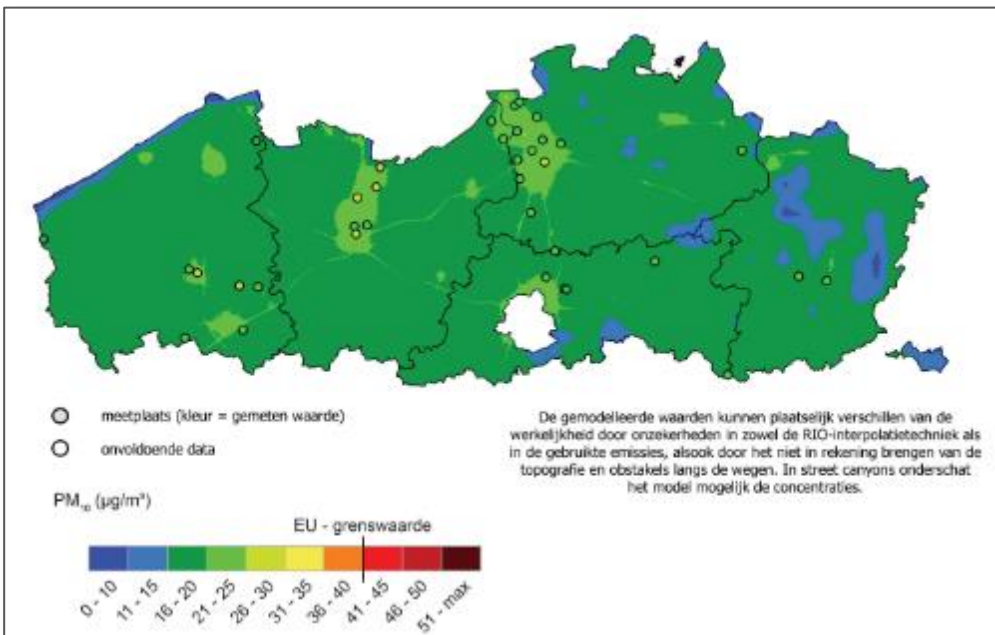 meetplaats (kleur = gemeten waarde)
onvoldoende data
De gemodelleerde waarden kunnen plaatselijk verschillen van de
werkelijkheid door onzekerheden in zowel de RIO-interpolatietechniek als
in de gebruikte emissies, alsook door het niet in rekening brengen van de
topografie en obstakels langs de wegen. In street canyons onderschat
het model mogelijk de concentraties.
PM₁₀ (µg/m³)
EU - grenswaarde
0 - 10
11 - 15
16 - 20
21 - 25
26 - 30
31 - 35
36 - 40
41 - 45
46 - 50
51 - max